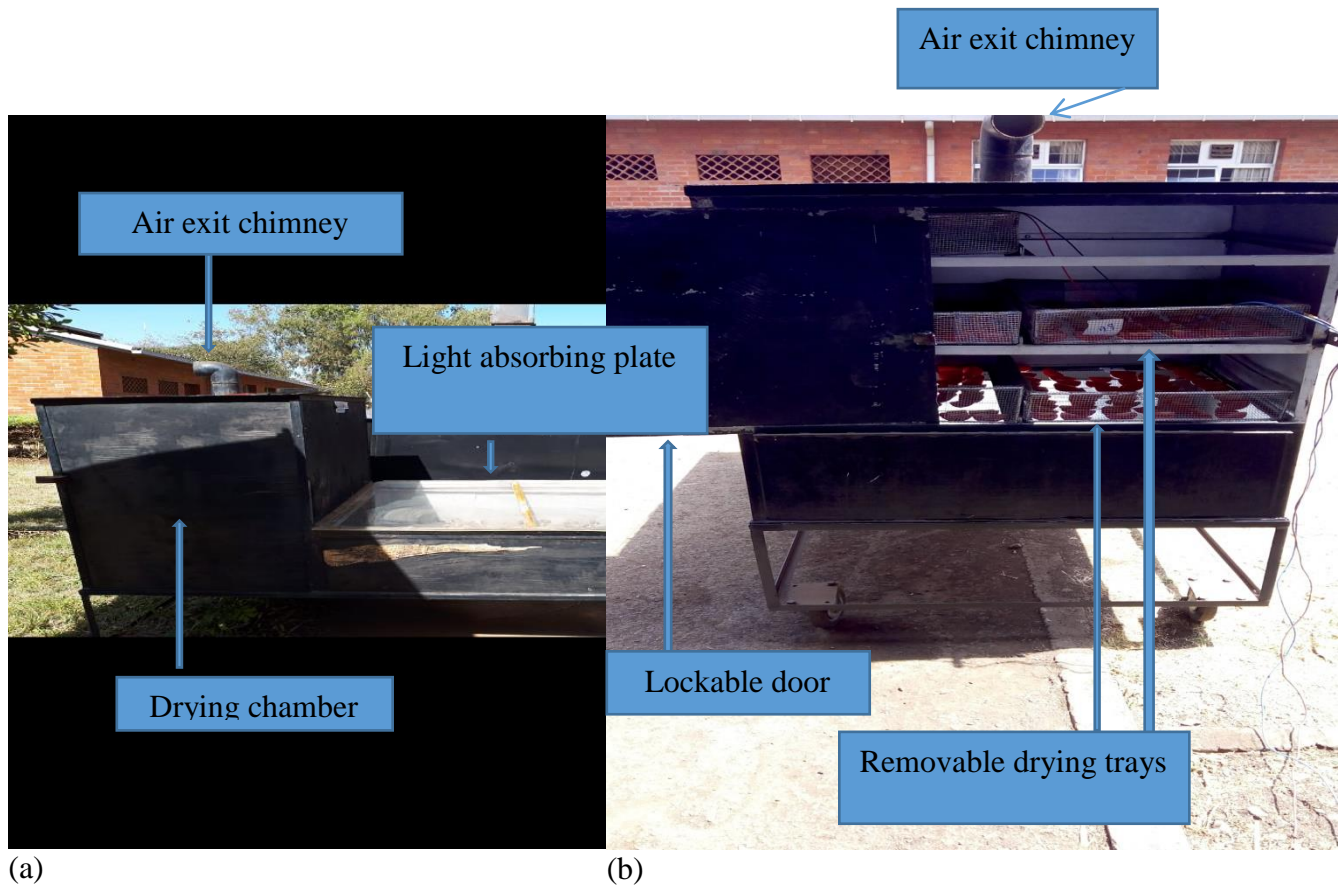 Air exit chimney
Air exit chimney
Light absorbing plate
Drying chamber
Lockable door
Removable drying trays
(a)
(b)